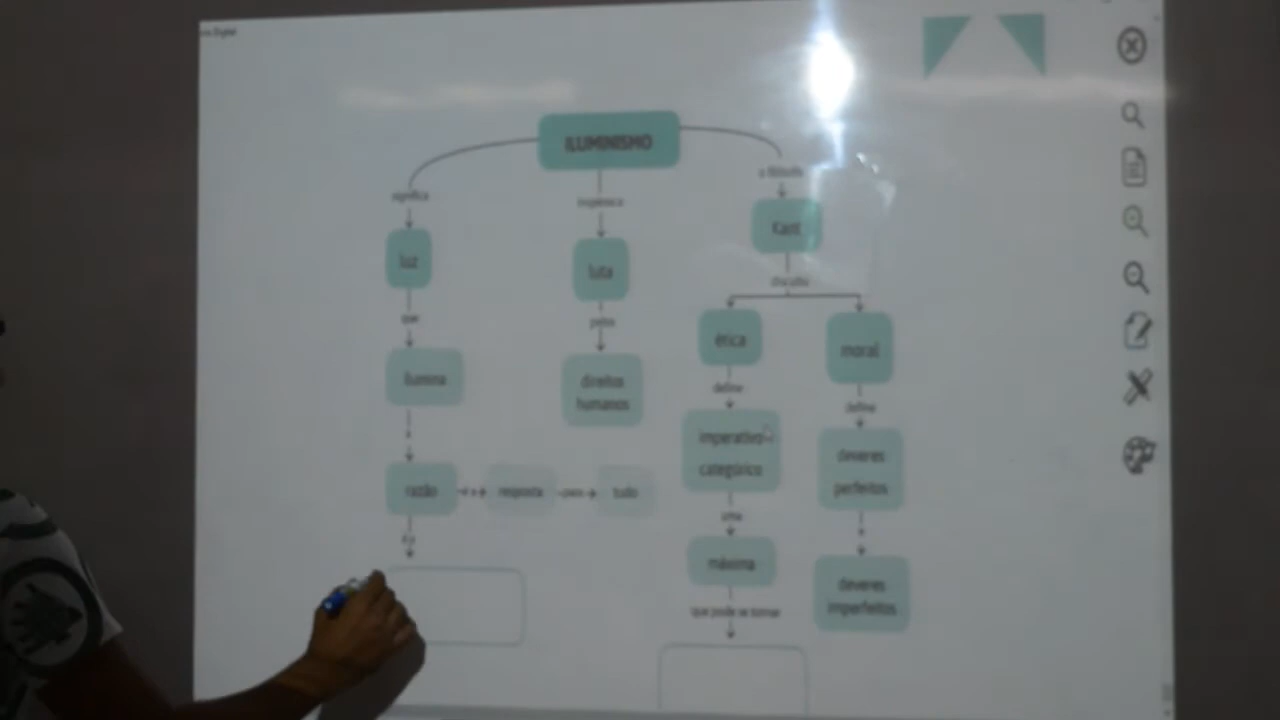 ILUMINISMO
significa
luz
que
ilumina
a
razão
é a
resposta
para
tudo
luta
pelos
direitos
humanos
o filósofo
Kant
discutiu
ética
define
imperativo
categórico
uma
máxima
que pode se tornar
moral
define
deveres
perfeitos
e
deveres
imperfeitos